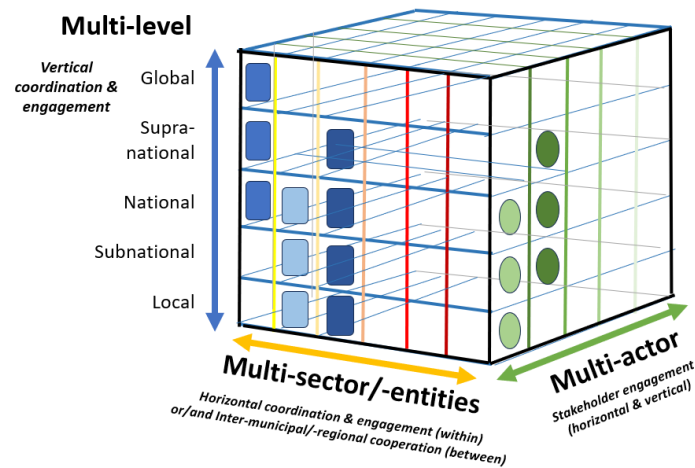 Multi-level
Vertical
coordination &
engagement
Global
Supra-
national
National
Subnational
Local
Multi-sector/-entities
Horizontal coordination & engagement (within)
or/and Inter-municipal/-regional cooperation (between)
Multi-actor
Stakeholder engagement
(horizontal & vertical)